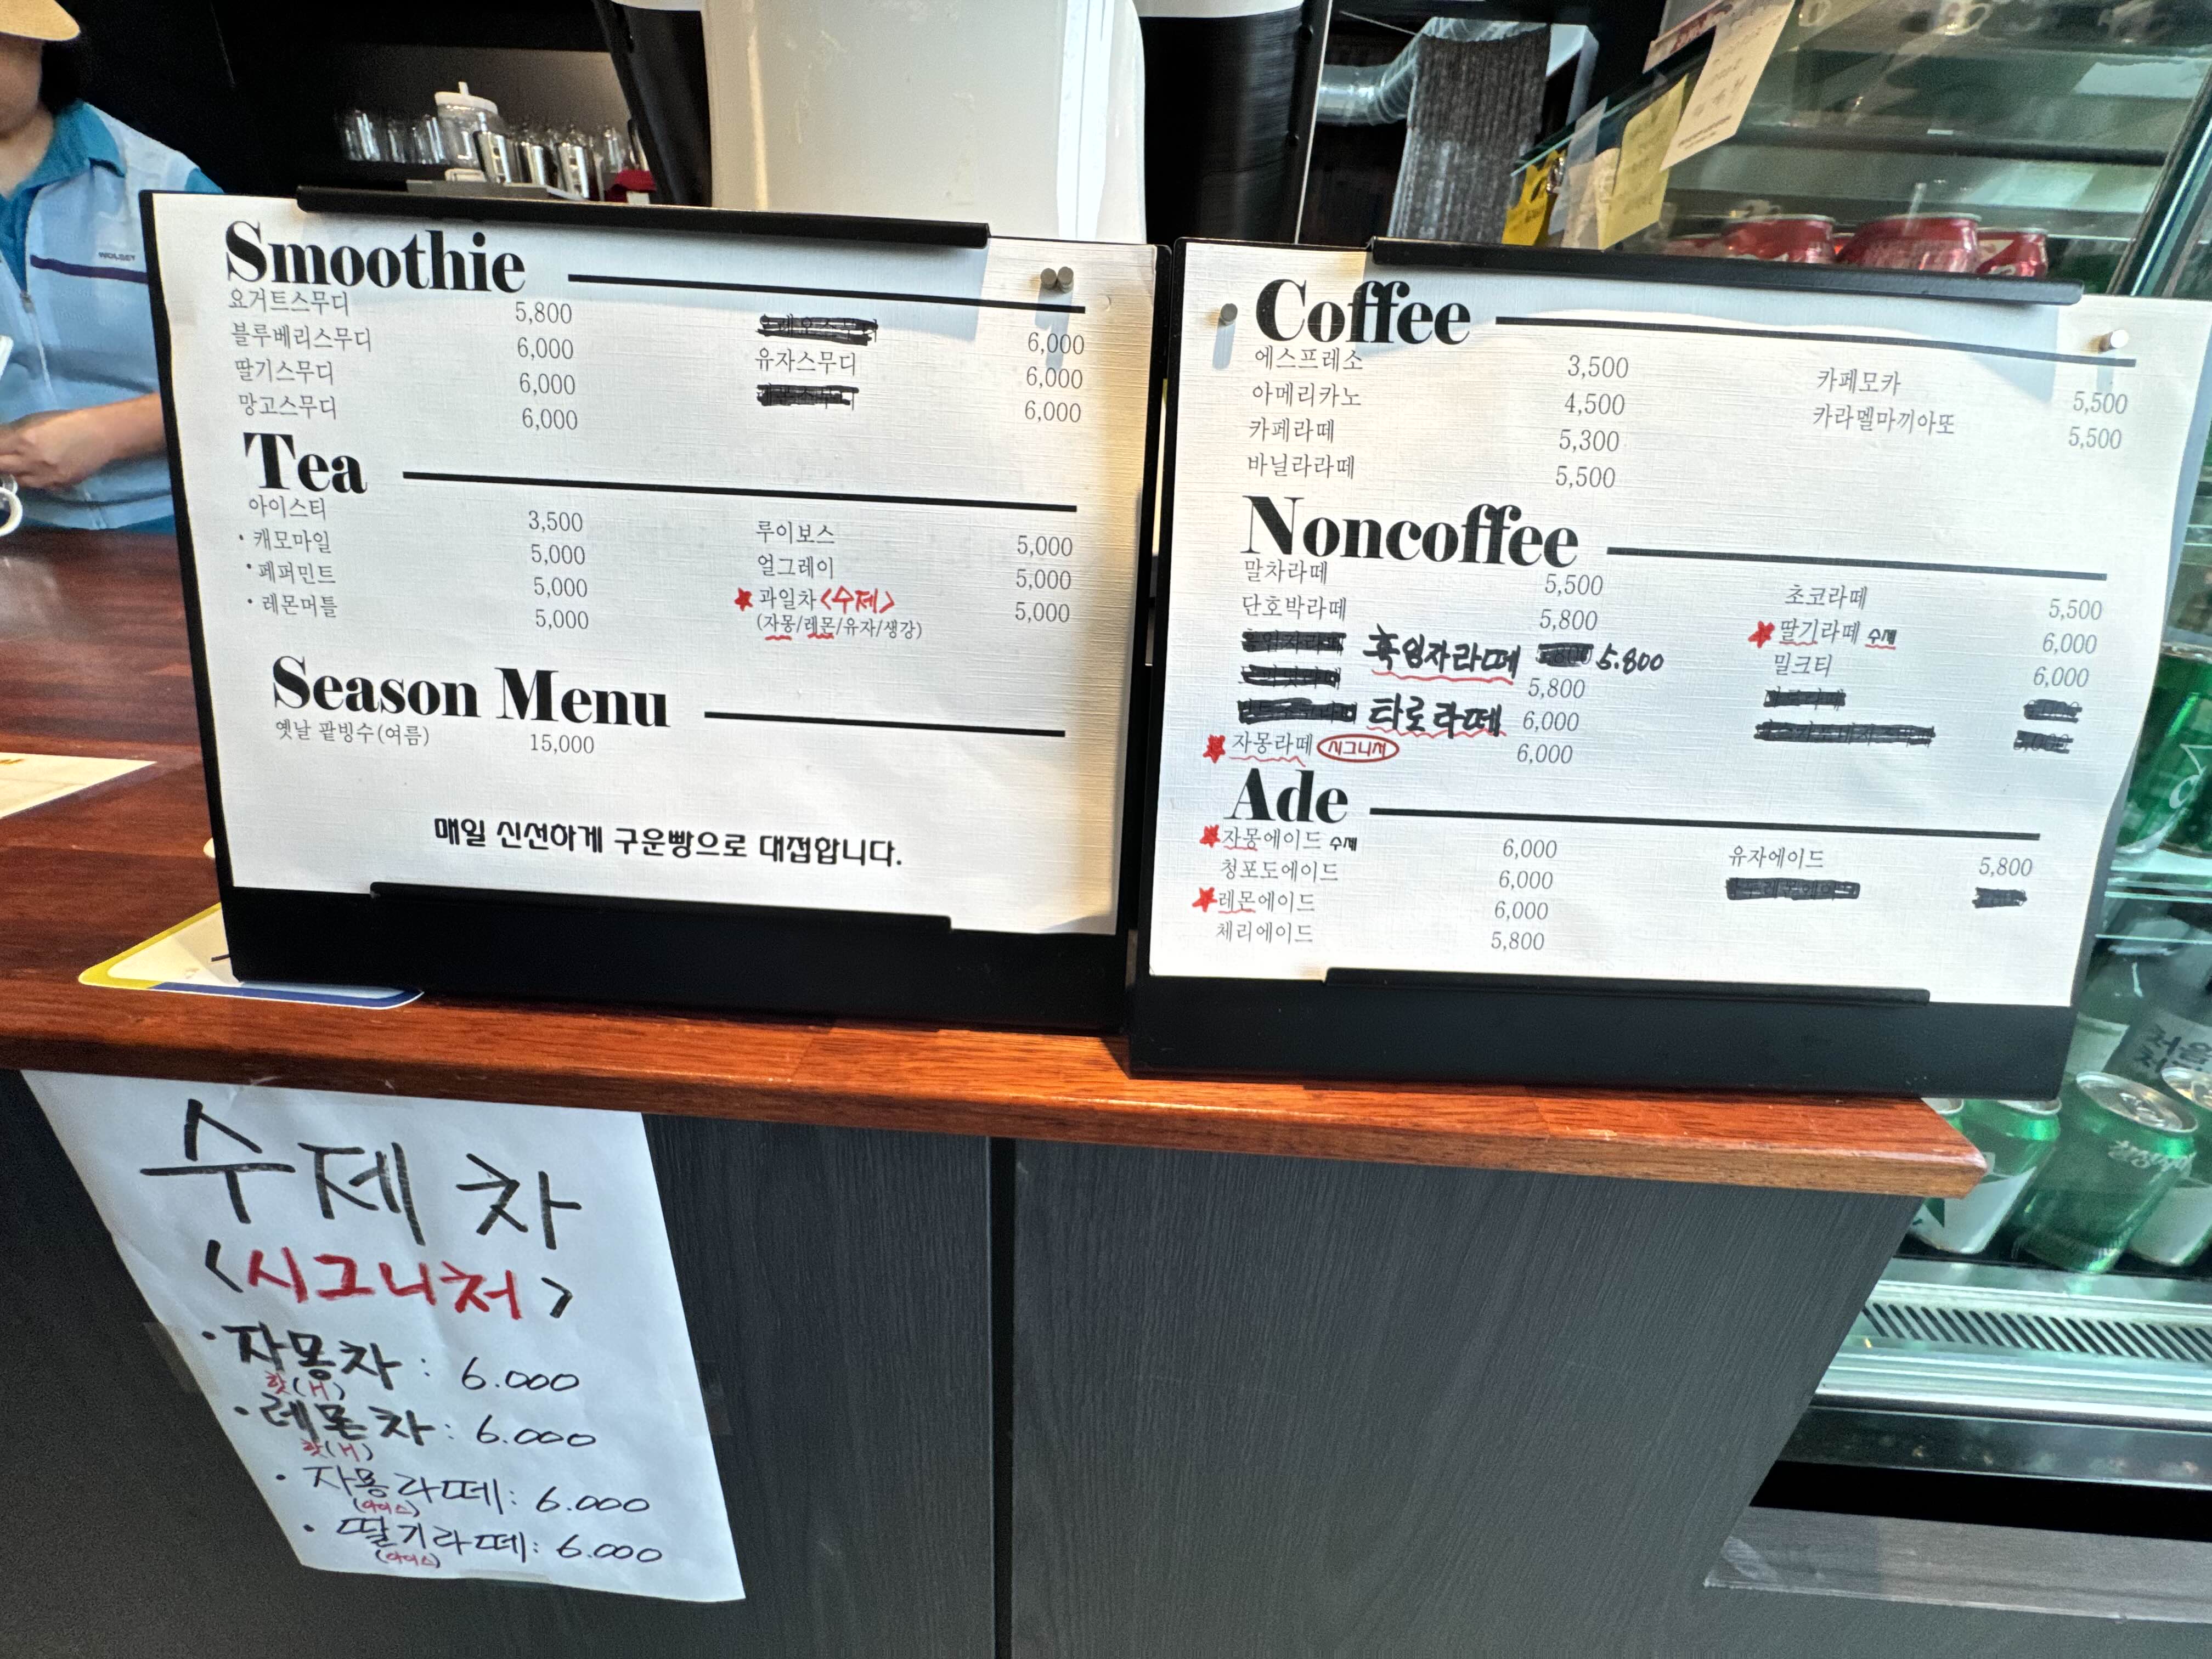 WOLSEY
Smoothie
요거트스무디 5,800 6,000
블루베리스무디 6,000 유자스무디 6,000
딸기스무디 6,000 6,000
망고스무디 6,000
Tea
아이스티 3,500 루이보스 5,000
· 캐모마일 5,000 얼그레이 5,000
· 페퍼민트 5,000 과일차 <수제> 5,000
· 레몬머틀 5,000 (자몽/레몬/유자/생강)
Season Menu
옛날 팥빙수(여름) 15,000
매일 신선하게 구운빵으로 대접합니다.
Coffee
에스프레소 3,500 카페모카 5,500
아메리카노 4,500 카라멜마끼아또 5,500
카페라떼 5,300
바닐라라떼 5,500
Noncoffee
말차라떼 5,500 초코라떼 5,500
단호박라떼 5,800 딸기라떼 수제 6,000
흑임자라떼 5.800 밀크티 6,000
5,800
타로라떼 6,000
자몽라떼 시그니처 6,000
Ade
자몽에이드 수제 6,000 유자에이드 5,800
청포도에이드 6,000
레몬에이드 6,000
체리에이드 5,800
수제 차
<시그니처>
· 자몽차 : 6.000
핫(H)
· 레몬차 : 6.000
핫(H)
· 자몽라떼 : 6.000
(아이스)
· 딸기라떼 : 6.000
(아이스)